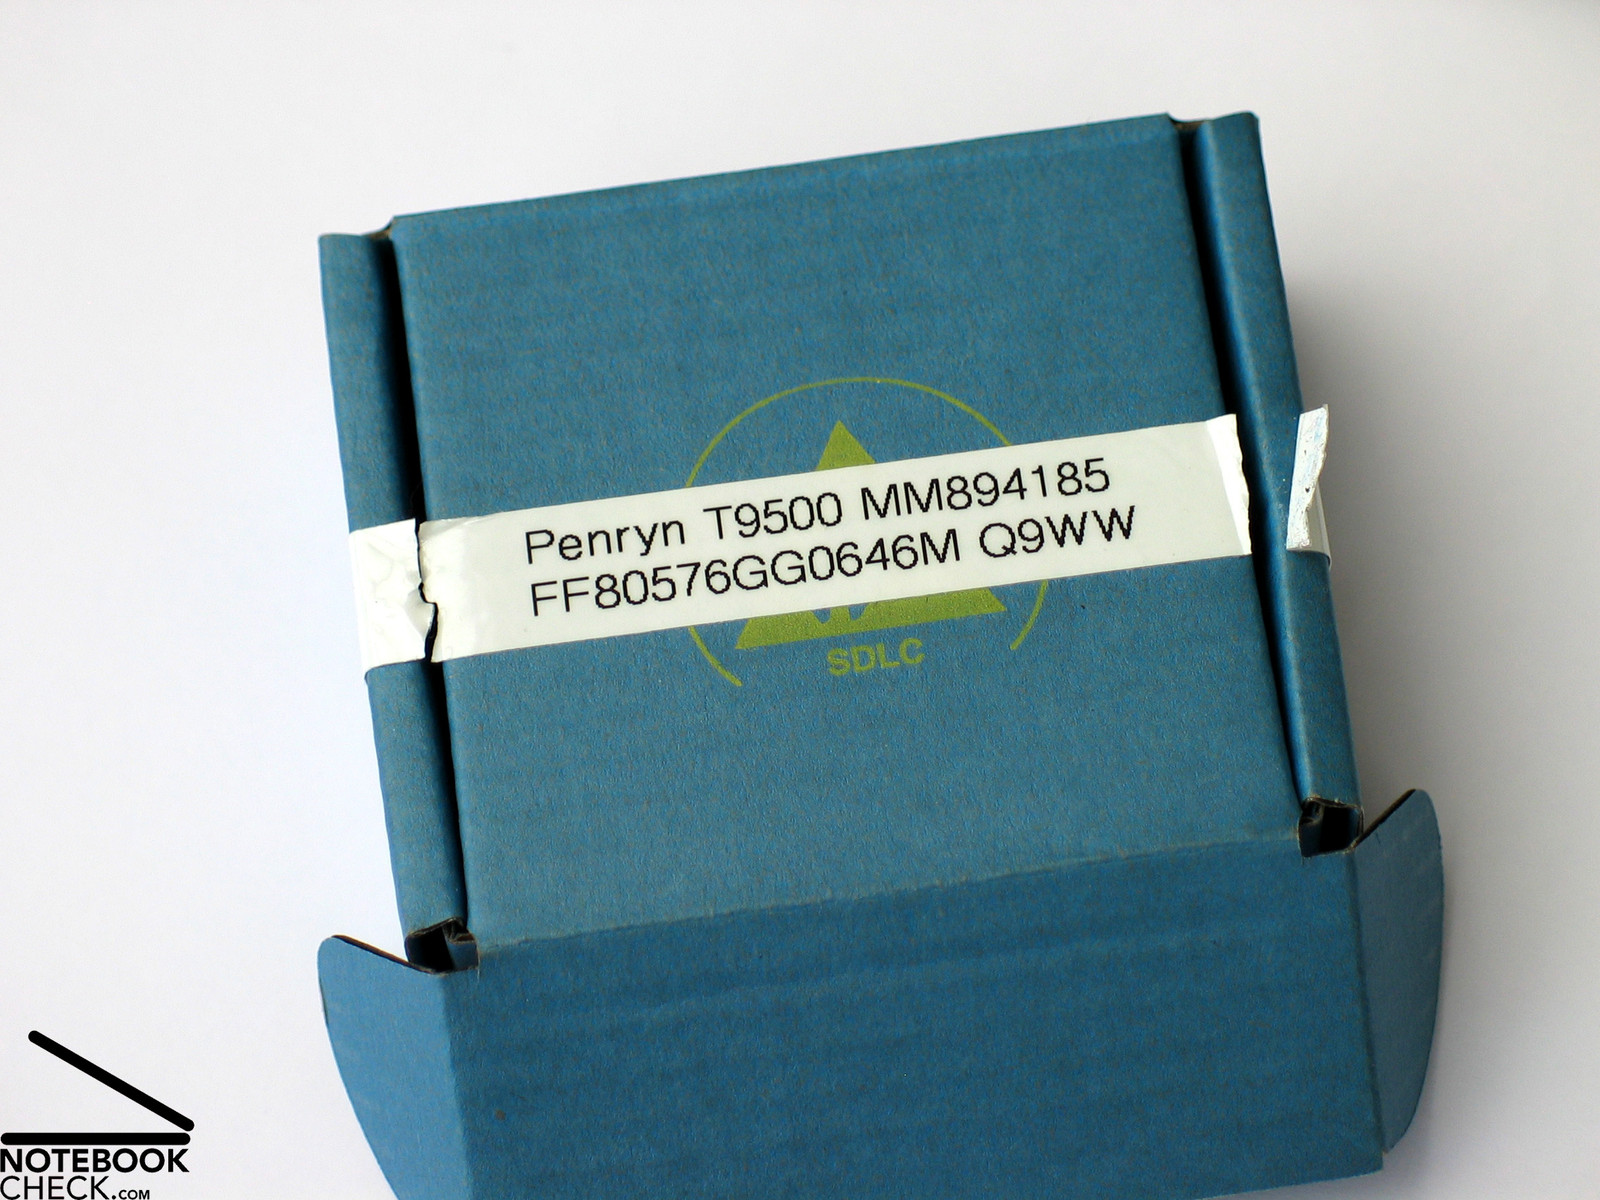 Penryn T9500 MM894185
FF80576GG0646M Q9WW
SDLC
NOTEBOOK
CHECK.COM